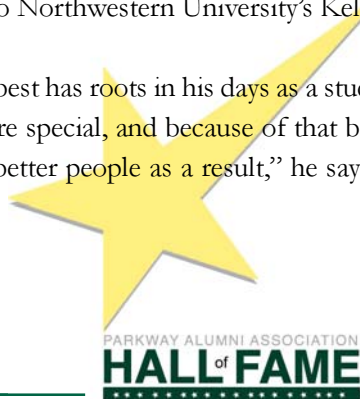 o Northwestern University's Kel
best has roots in his days as a stu
re special, and because of that b
better people as a result,” he say
PARKWAY ALUMNI ASSOCIATION
HALL of FAME